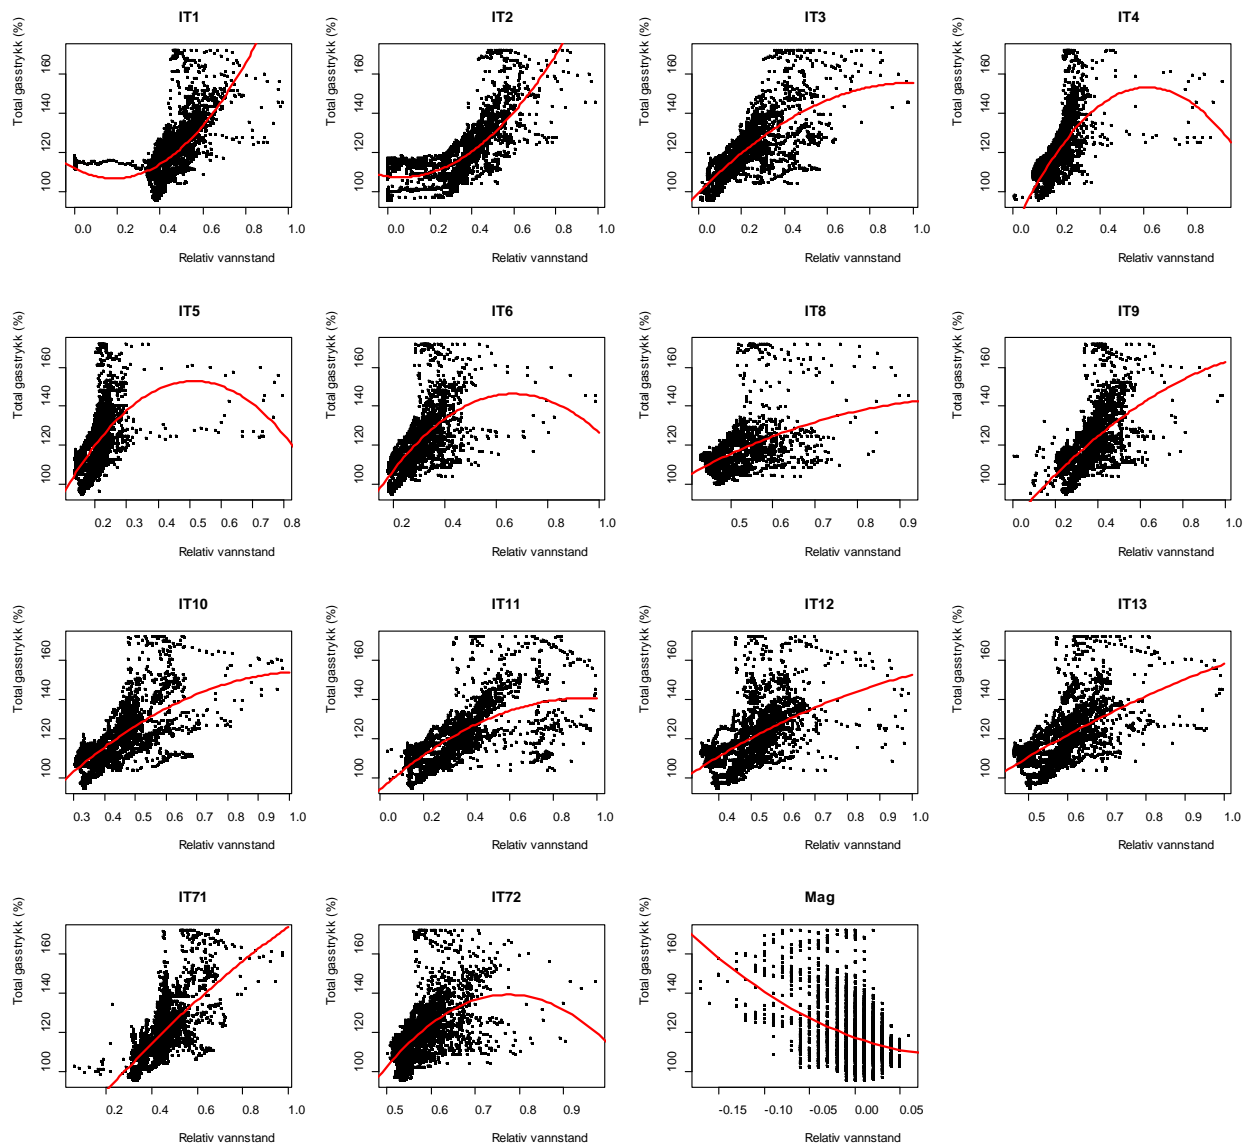 IT1
Total gasstrykk (%)
100 120 140 160
0.0 0.2 0.4 0.6 0.8 1.0
Relativ vannstand
IT2
Total gasstrykk (%)
100 120 140 160
0.0 0.2 0.4 0.6 0.8 1.0
Relativ vannstand
IT3
Total gasstrykk (%)
100 120 140 160
0.0 0.2 0.4 0.6 0.8 1.0
Relativ vannstand
IT4
Total gasstrykk (%)
100 120 140 160
0.0 0.2 0.4 0.6 0.8
Relativ vannstand
IT5
Total gasstrykk (%)
100 120 140 160
0.2 0.3 0.4 0.5 0.6 0.7 0.8
Relativ vannstand
IT6
Total gasstrykk (%)
100 120 140 160
0.2 0.4 0.6 0.8 1.0
Relativ vannstand
IT8
Total gasstrykk (%)
100 120 140 160
0.5 0.6 0.7 0.8 0.9
Relativ vannstand
IT9
Total gasstrykk (%)
100 120 140 160
0.0 0.2 0.4 0.6 0.8 1.0
Relativ vannstand
IT10
Total gasstrykk (%)
100 120 140 160
0.3 0.4 0.5 0.6 0.7 0.8 0.9 1.0
Relativ vannstand
IT11
Total gasstrykk (%)
100 120 140 160
0.0 0.2 0.4 0.6 0.8 1.0
Relativ vannstand
IT12
Total gasstrykk (%)
100 120 140 160
0.4 0.5 0.6 0.7 0.8 0.9 1.0
Relativ vannstand
IT13
Total gasstrykk (%)
100 120 140 160
0.5 0.6 0.7 0.8 0.9 1.0
Relativ vannstand
IT71
Total gasstrykk (%)
100 120 140 160
0.2 0.4 0.6 0.8 1.0
Relativ vannstand
IT72
Total gasstrykk (%)
100 120 140 160
0.5 0.6 0.7 0.8 0.9
Relativ vannstand
Mag
Total gasstrykk (%)
100 120 140 160
-0.15 -0.10 -0.05 0.00 0.05
Relativ vannstand